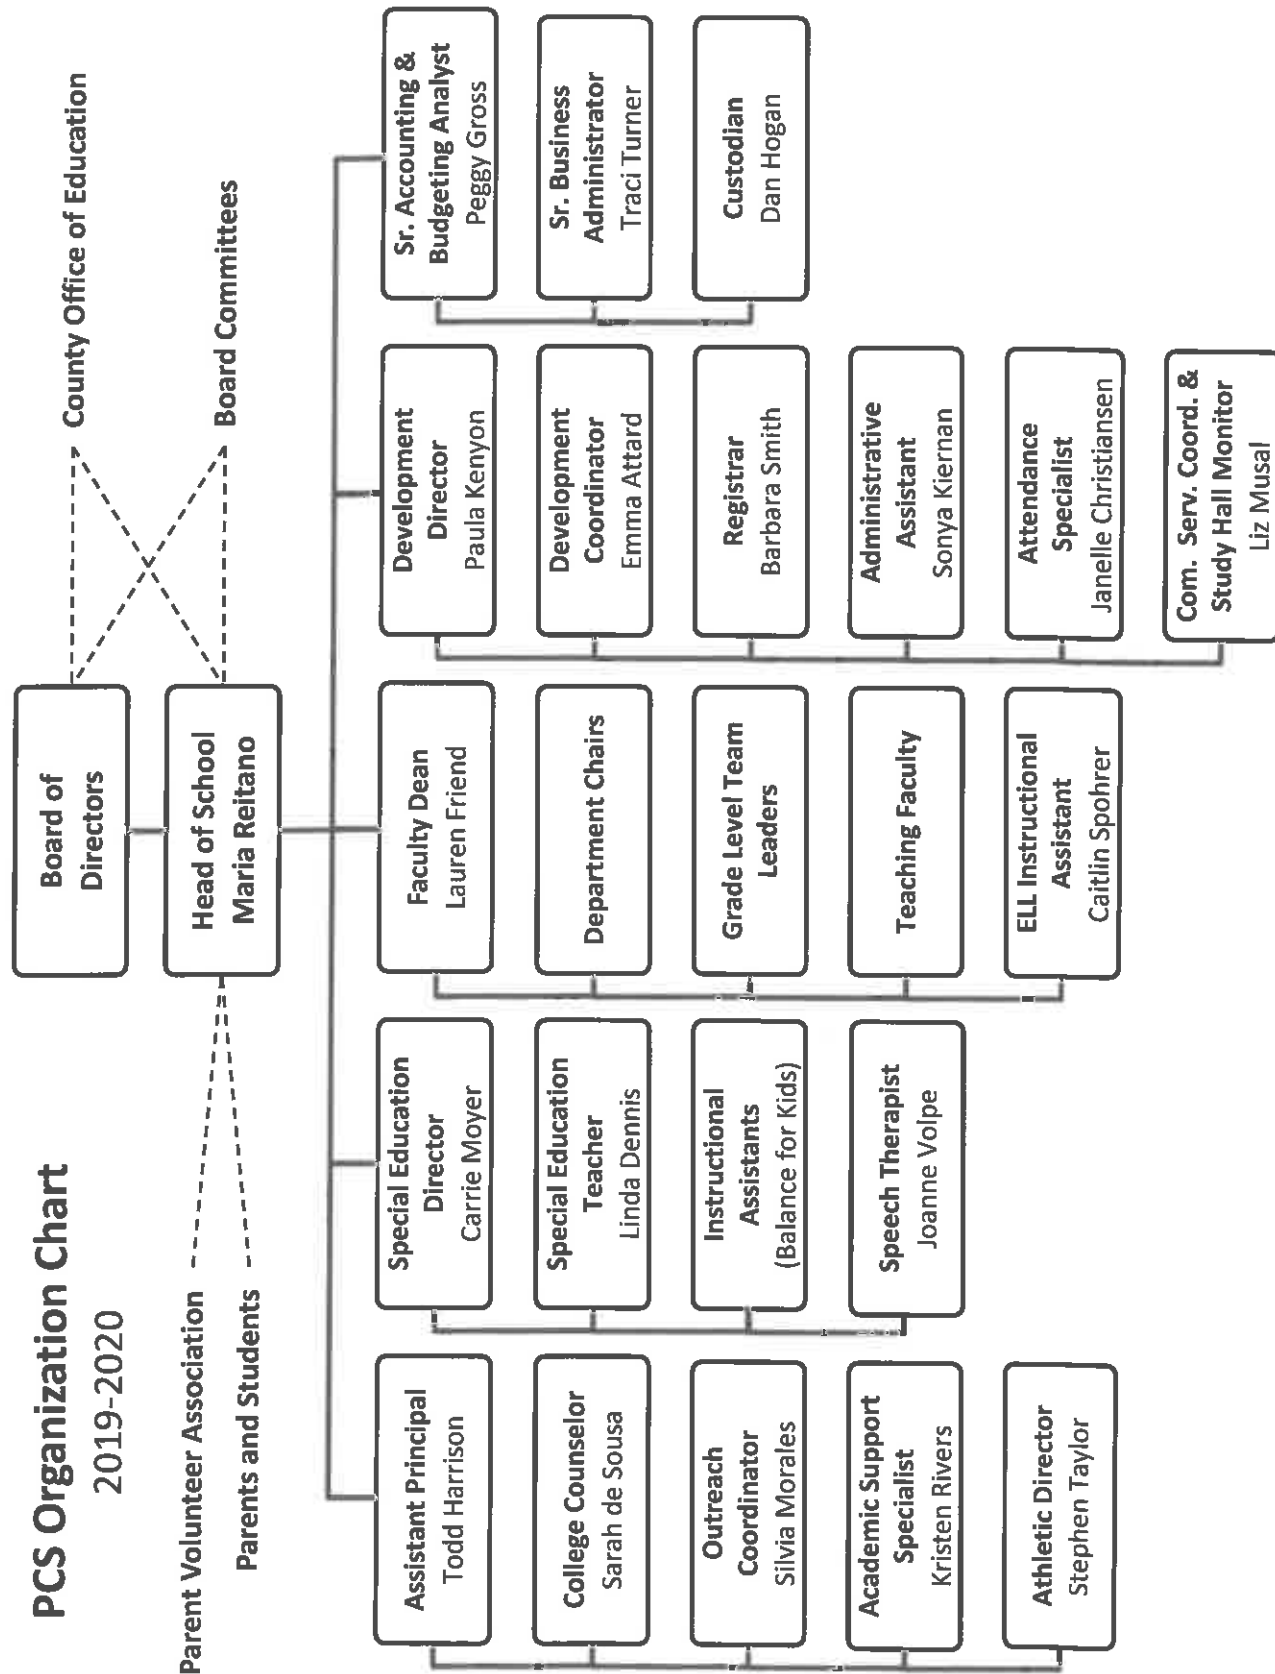 PCS Organization Chart
2019-2020
Board of
Directors
County Office of Education
Head of School
Maria Reitano
Board Committees
Parent Volunteer Association
Parents and Students
Assistant Principal
Todd Harrison
College Counselor
Sarah de Sousa
Outreach
Coordinator
Silvia Morales
Academic Support
Specialist
Kristen Rivers
Athletic Director
Stephen Taylor
Special Education
Director
Carrie Moyer
Special Education
Teacher
Linda Dennis
Instructional
Assistants
(Balance for Kids)
Speech Therapist
Joanne Volpe
Faculty Dean
Lauren Friend
Department Chairs
Grade Level Team
Leaders
Teaching Faculty
ELL Instructional
Assistant
Caitlin Spohrer
Development
Director
Paula Kenyon
Development
Coordinator
Emma Attard
Registrar
Barbara Smith
Administrative
Assistant
Sonya Kiernan
Attendance
Specialist
Janelle Christiansen
Com. Serv. Coord. &
Study Hall Monitor
Liz Musal
Sr. Accounting &
Budgeting Analyst
Peggy Gross
Sr. Business
Administrator
Traci Turner
Custodian
Dan Hogan